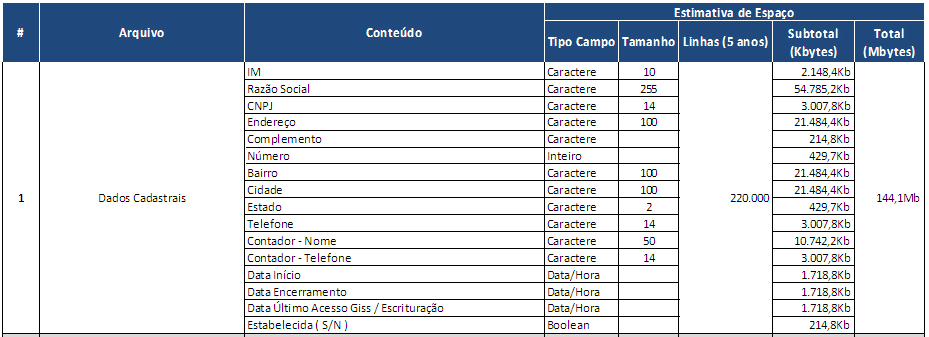 # Arquivo Conteúdo Estimativa de Espaço
Tipo Campo Tamanho Linhas (5 anos) Subtotal (Kbytes) Total (Mbytes)
IM Caractere 10 2.148,4Kb
Razão Social Caractere 255 54.785,2Kb
CNPJ Caractere 14 3.007,8Kb
Endereço Caractere 100 21.484,4Kb
Complemento Caractere 214,8Kb
Número Inteiro 429,7Kb
Bairro Caractere 100 21.484,4Kb
Cidade Caractere 100 21.484,4Kb
1 Dados Cadastrais 220.000 144,1Mb
Estado Caractere 2 429,7Kb
Telefone Caractere 14 3.007,8Kb
Contador - Nome Caractere 50 10.742,2Kb
Contador - Telefone Caractere 14 3.007,8Kb
Data Início Data/Hora 1.718,8Kb
Data Encerramento Data/Hora 1.718,8Kb
Data Último Acesso Giss / Escrituração Data/Hora 1.718,8Kb
Estabelecida ( S/N ) Boolean 214,8Kb